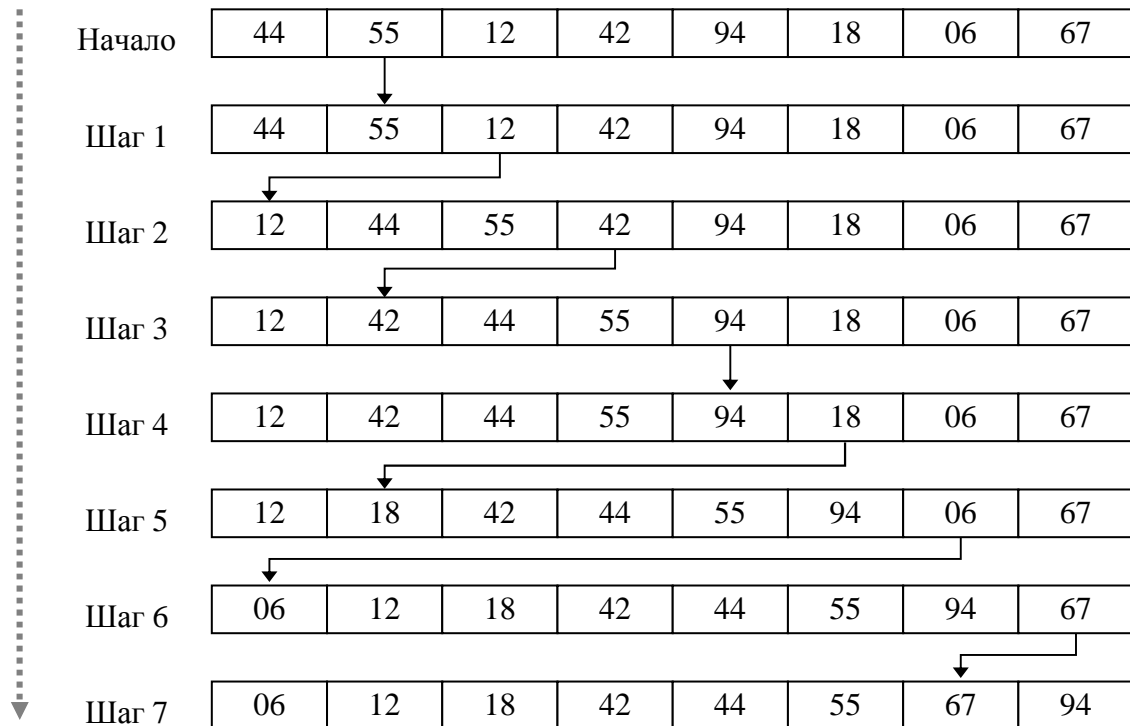 Начало 44 55 12 42 94 18 06 67
Шаг 1 44 55 12 42 94 18 06 67
Шаг 2 12 44 55 42 94 18 06 67
Шаг 3 12 42 44 55 94 18 06 67
Шаг 4 12 42 44 55 94 18 06 67
Шаг 5 12 18 42 44 55 94 06 67
Шаг 6 06 12 18 42 44 55 94 67
Шаг 7 06 12 18 42 44 55 67 94